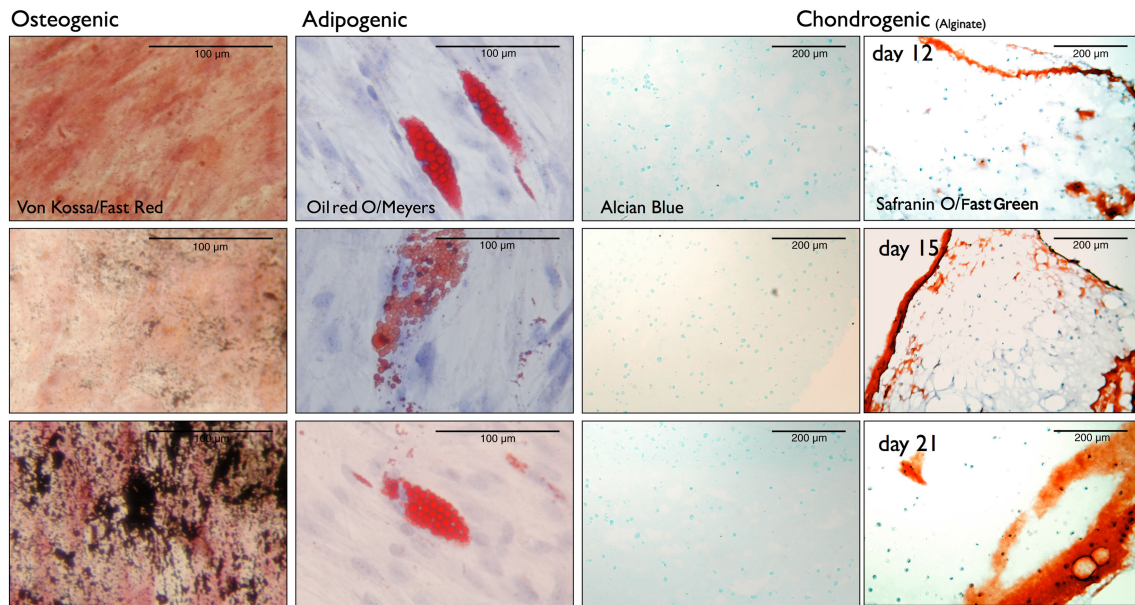 Osteogenic
Adipogenic
Chondrogenic (Alginate)
100 µm
100 µm
200 µm
day 12
200 µm
Von Kossa/Fast Red
Oil red O/Meyers
Alcian Blue
Safranin O/Fast Green
100 µm
100 µm
200 µm
day 15
200 µm
100 µm
100 µm
200 µm
day 21
200 µm